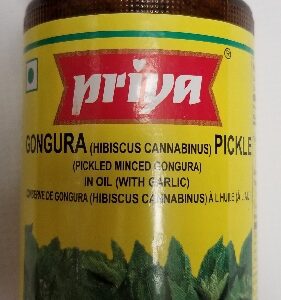 priya
GONGURA (HIBISCUS CANNABINUS) PICKLE
(PICKLED MINCED GONGURA)
IN OIL (WITH GARLIC)
DE GONGURA (HIBISCUS CANNABINUS) À L'HUILE